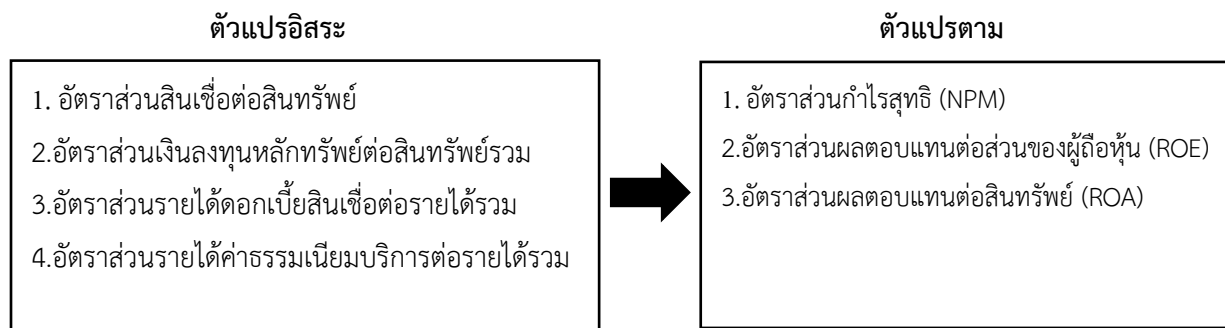 ตัวแปรอิสระ
ตัวแปรตาม
1. อัตราส่วนสินเชื่อต่อสินทรัพย์
2.อัตราส่วนเงินลงทุนหลักทรัพย์ต่อสินทรัพย์รวม
3.อัตราส่วนรายได้ดอกเบี้ยสินเชื่อต่อรายได้รวม
4.อัตราส่วนรายได้ค่าธรรมเนียมบริการต่อรายได้รวม
1. อัตราส่วนกำไรสุทธิ (NPM)
2.อัตราส่วนผลตอบแทนต่อส่วนของผู้ถือหุ้น (ROE)
3.อัตราส่วนผลตอบแทนต่อสินทรัพย์ (ROA)